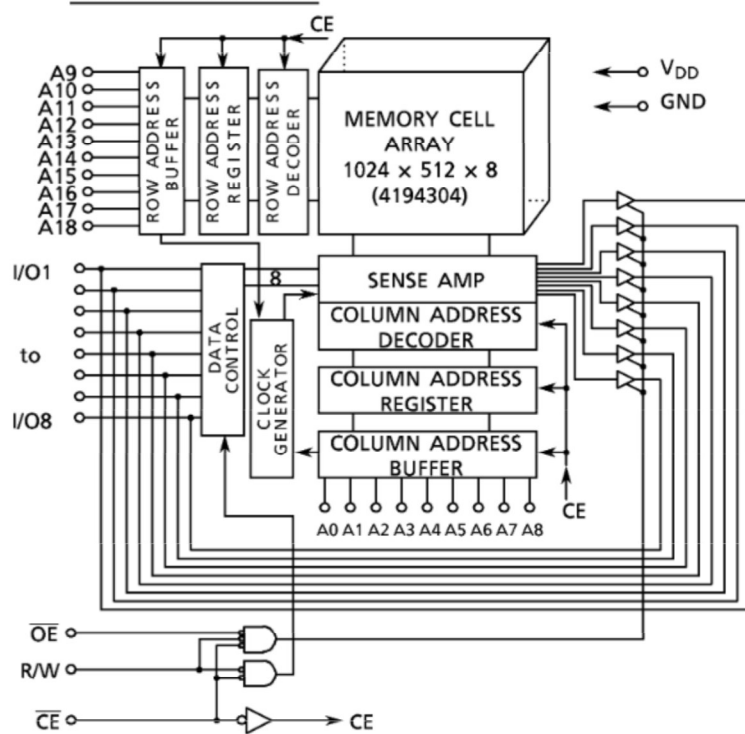 CE
A9
A10
A11
A12
A13
A14
A15
A16
A17
A18
ROW ADDRESS
BUFFER
ROW ADDRESS
REGISTER
ROW ADDRESS
DECODER
MEMORY CELL
ARRAY
1024 × 512 × 8
(4194304)
VDD
GND
I/O1
to
I/O8
DATA
CONTROL
8
CLOCK
GENERATOR
SENSE AMP
COLUMN ADDRESS
DECODER
COLUMN ADDRESS
REGISTER
COLUMN ADDRESS
BUFFER
A0 A1 A2 A3 A4 A5 A6 A7 A8
CE
O̅E̅
R/W
C̅E̅
CE